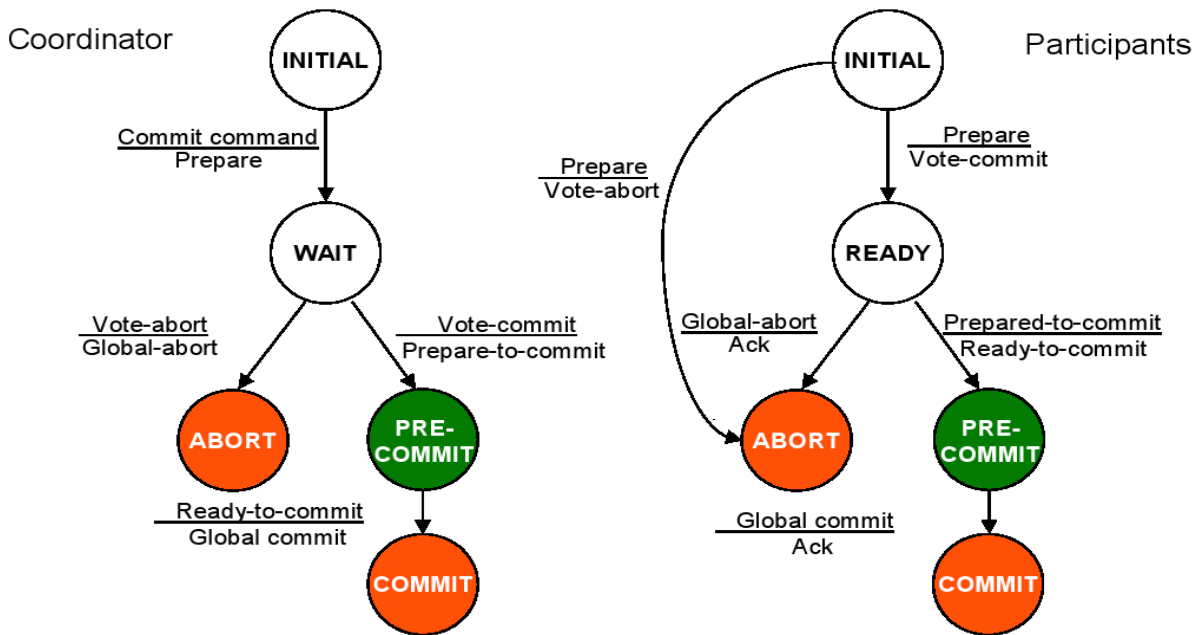 Coordinator
INITIAL
Commit command
Prepare
WAIT
Vote-abort
Global-abort
Vote-commit
Prepare-to-commit
ABORT
PRE-
COMMIT
Ready-to-commit
Global commit
COMMIT
Participants
INITIAL
Prepare
Vote-commit
Prepare
Vote-abort
READY
Global-abort
Ack
Prepared-to-commit
Ready-to-commit
ABORT
PRE-
COMMIT
Global commit
Ack
COMMIT